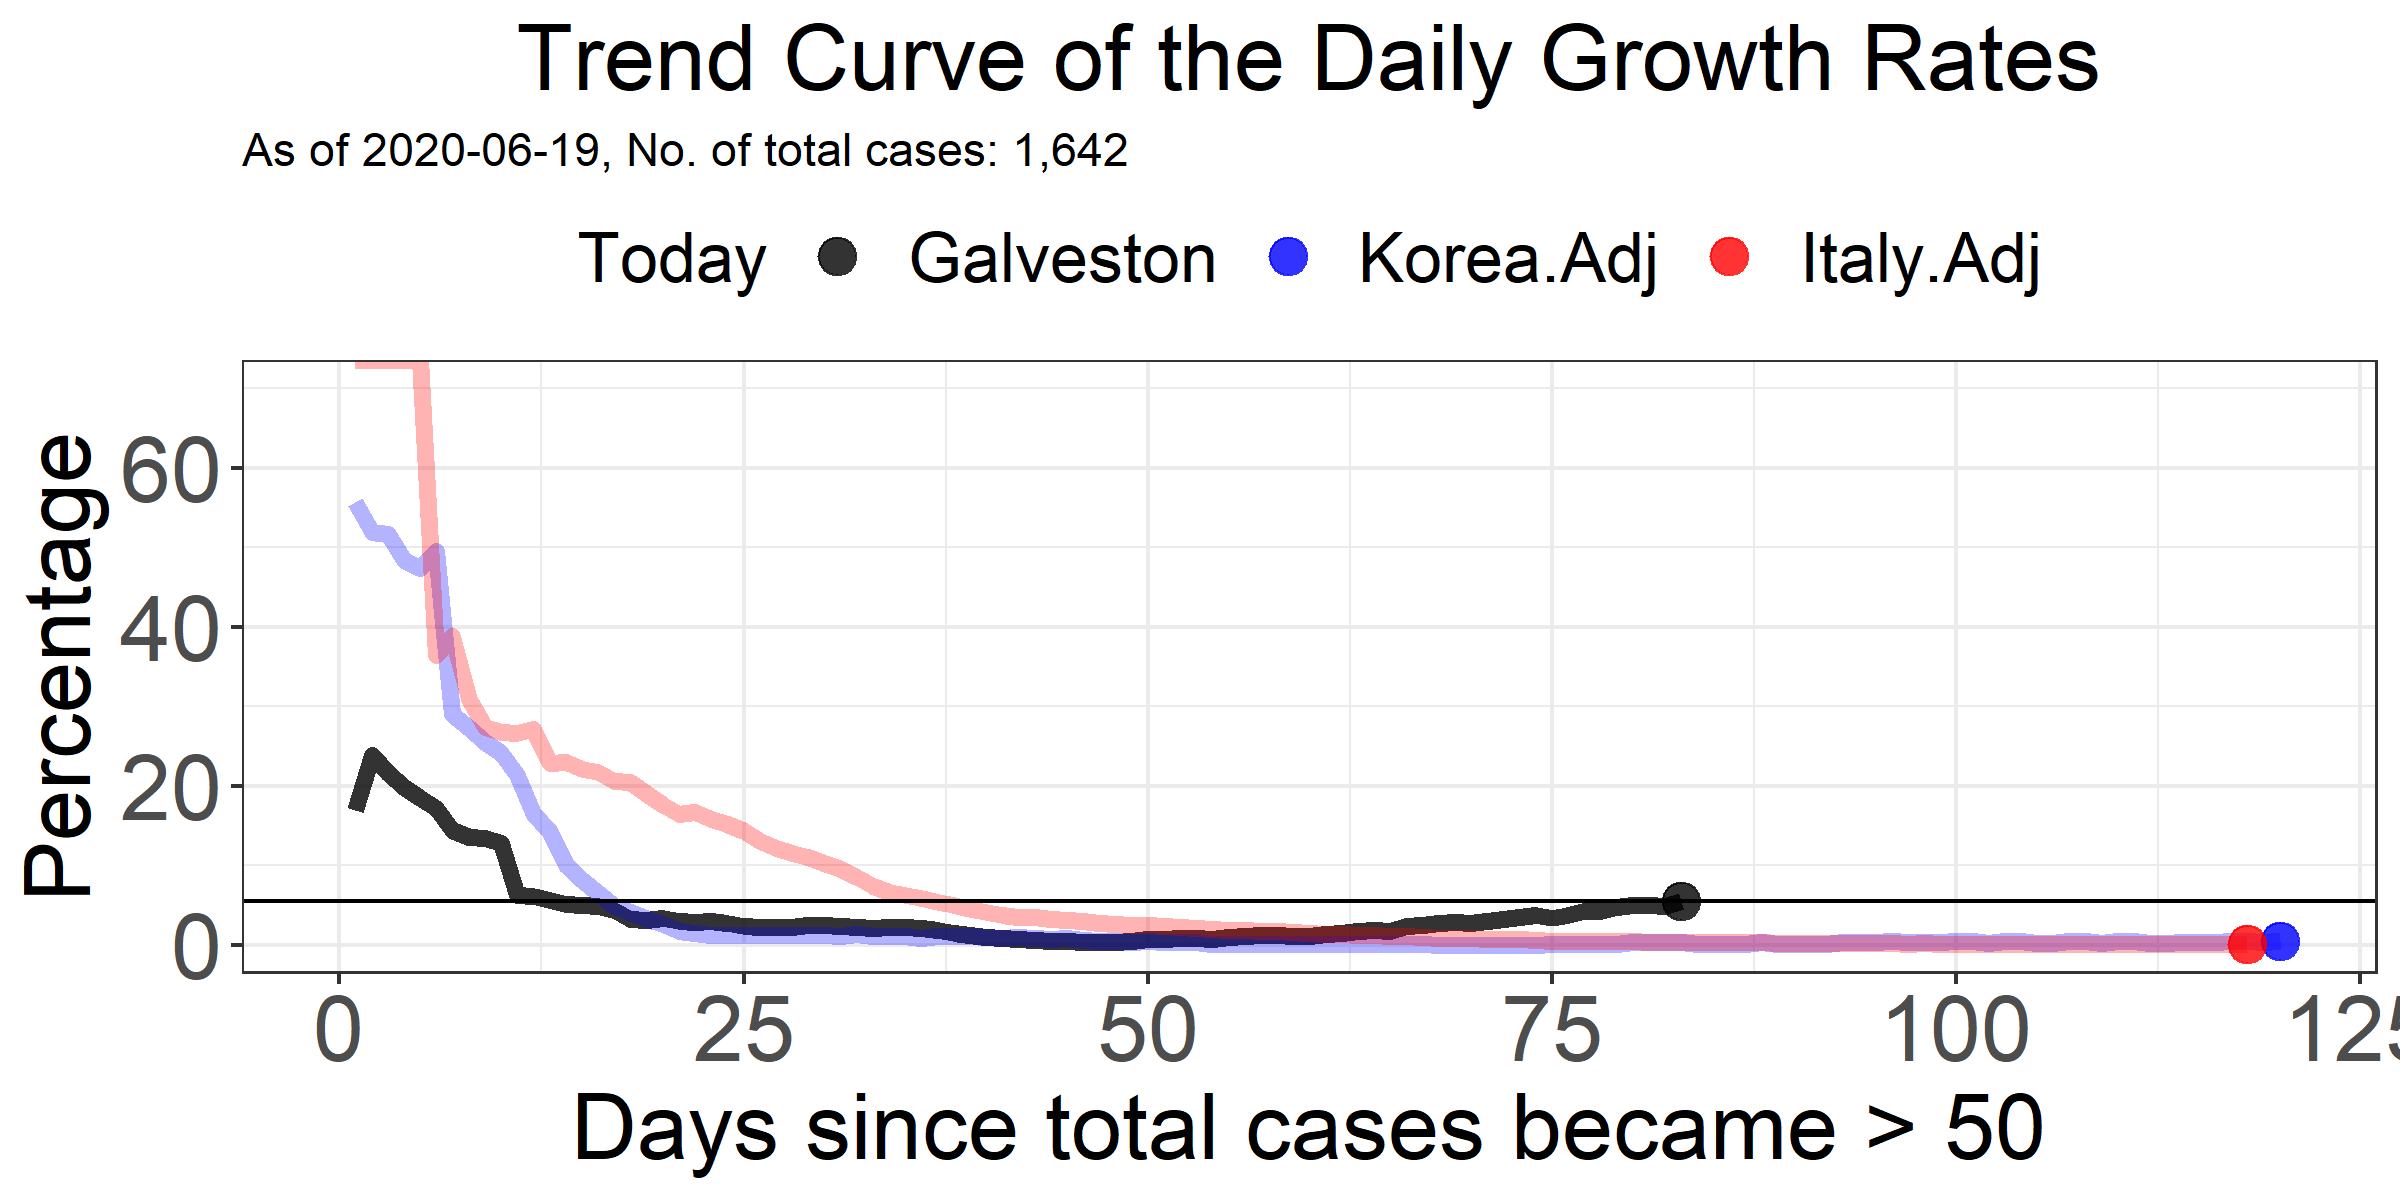 Trend Curve of the Daily Growth Rates
As of 2020-06-19, No. of total cases: 1,642
Today Galveston Korea.Adj Italy.Adj
Percentage
60
40
20
0
0 25 50 75 100 125
Days since total cases became > 50